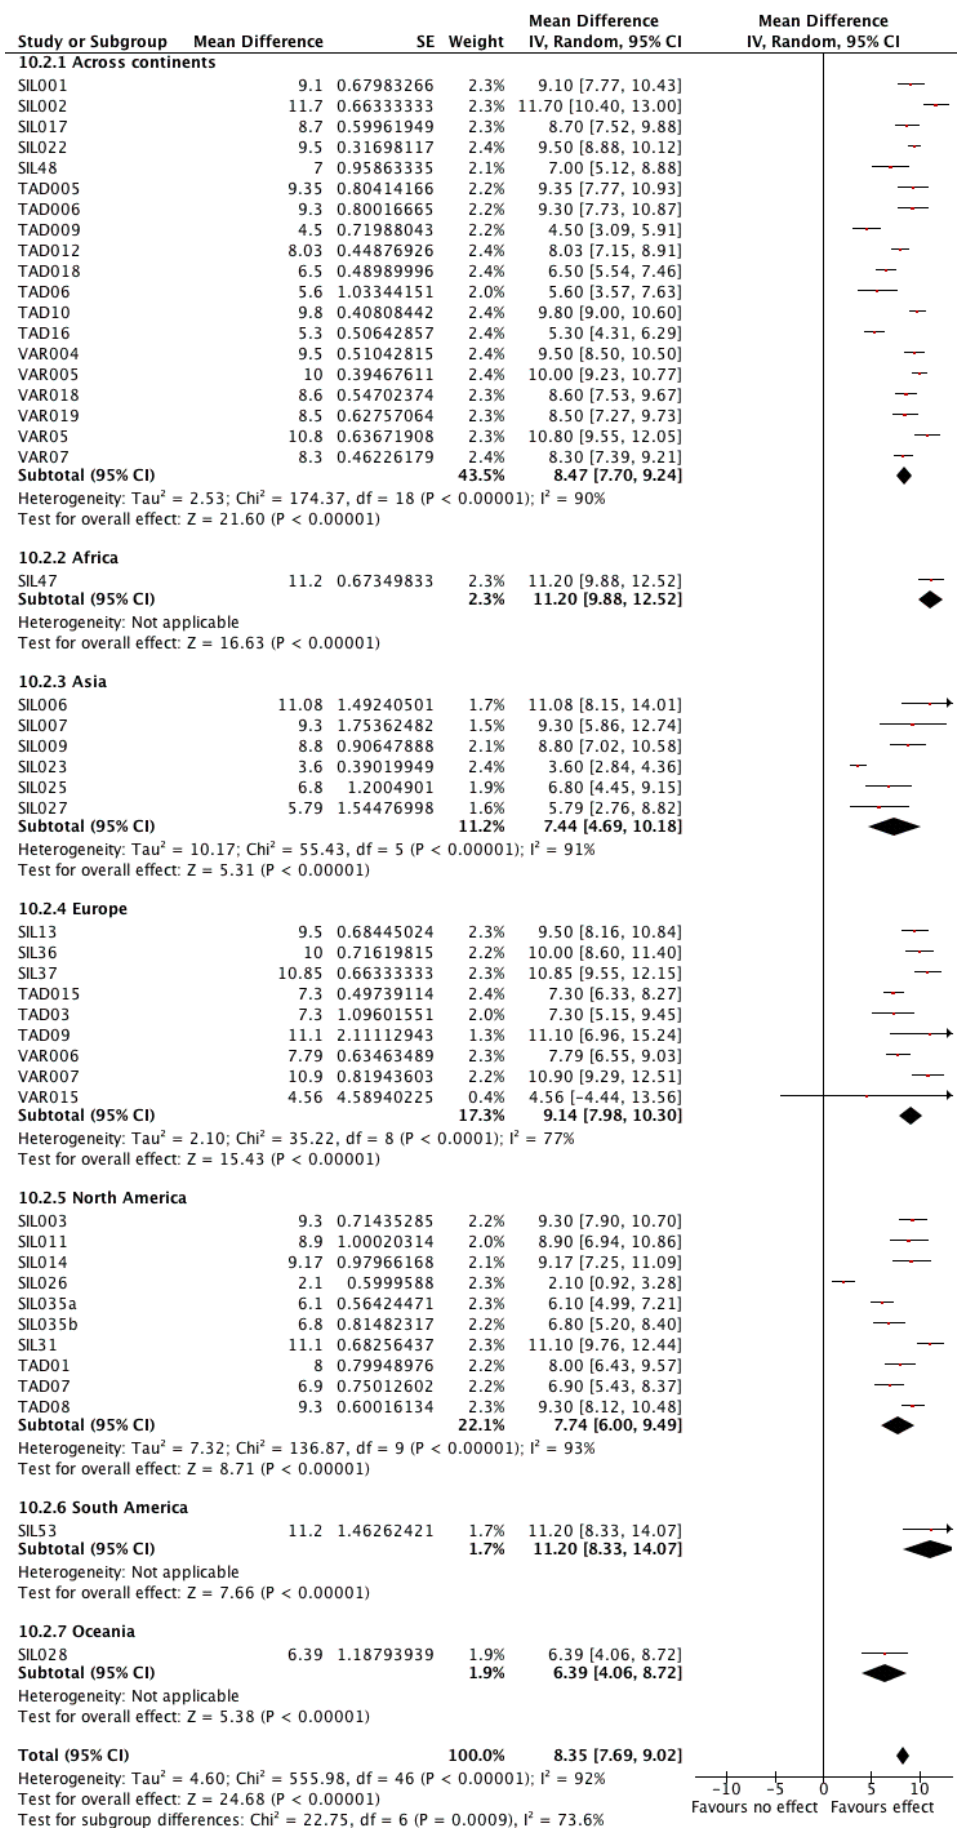 Mean Difference Mean Difference
Study or Subgroup Mean Difference SE Weight IV, Random, 95% CI IV, Random, 95% CI
10.2.1 Across continents
SIL001 9.1 0.67983266 2.3% 9.10 [7.77, 10.43]
SIL002 11.7 0.66333333 2.3% 11.70 [10.40, 13.00]
SIL017 8.7 0.59961949 2.3% 8.70 [7.52, 9.88]
SIL022 9.5 0.31698117 2.4% 9.50 [8.88, 10.12]
SIL48 7 0.95863335 2.1% 7.00 [5.12, 8.88]
TAD005 9.35 0.80414166 2.2% 9.35 [7.77, 10.93]
TAD006 9.3 0.80016665 2.2% 9.30 [7.73, 10.87]
TAD009 4.5 0.71988043 2.2% 4.50 [3.09, 5.91]
TAD012 8.03 0.44876926 2.4% 8.03 [7.15, 8.91]
TAD018 6.5 0.48989996 2.4% 6.50 [5.54, 7.46]
TAD06 5.6 1.03344151 2.0% 5.60 [3.57, 7.63]
TAD10 9.8 0.40808442 2.4% 9.80 [9.00, 10.60]
TAD16 5.3 0.50642857 2.4% 5.30 [4.31, 6.29]
VAR004 9.5 0.51042815 2.4% 9.50 [8.50, 10.50]
VAR005 10 0.39467611 2.4% 10.00 [9.23, 10.77]
VAR018 8.6 0.54702374 2.3% 8.60 [7.53, 9.67]
VAR019 8.5 0.62757064 2.3% 8.50 [7.27, 9.73]
VAR05 10.8 0.63671908 2.3% 10.80 [9.55, 12.05]
VAR07 8.3 0.46226179 2.4% 8.30 [7.39, 9.21]
Subtotal (95% CI) 43.5% 8.47 [7.70, 9.24]
Heterogeneity: Tau² = 2.53; Chi² = 174.37, df = 18 (P < 0.00001); I² = 90%
Test for overall effect: Z = 21.60 (P < 0.00001)
10.2.2 Africa
SIL47 11.2 0.67349833 2.3% 11.20 [9.88, 12.52]
Subtotal (95% CI) 2.3% 11.20 [9.88, 12.52]
Heterogeneity: Not applicable
Test for overall effect: Z = 16.63 (P < 0.00001)
10.2.3 Asia
SIL006 11.08 1.49240501 1.7% 11.08 [8.15, 14.01]
SIL007 9.3 1.75362482 1.5% 9.30 [5.86, 12.74]
SIL009 8.8 0.90647888 2.1% 8.80 [7.02, 10.58]
SIL023 3.6 0.39019949 2.4% 3.60 [2.84, 4.36]
SIL025 6.8 1.2004901 1.9% 6.80 [4.45, 9.15]
SIL027 5.79 1.54476998 1.6% 5.79 [2.76, 8.82]
Subtotal (95% CI) 11.2% 7.44 [4.69, 10.18]
Heterogeneity: Tau² = 10.17; Chi² = 55.43, df = 5 (P < 0.00001); I² = 91%
Test for overall effect: Z = 5.31 (P < 0.00001)
10.2.4 Europe
SIL13 9.5 0.68445024 2.3% 9.50 [8.16, 10.84]
SIL36 10 0.71619815 2.2% 10.00 [8.60, 11.40]
SIL37 10.85 0.66333333 2.3% 10.85 [9.55, 12.15]
TAD015 7.3 0.49739114 2.4% 7.30 [6.33, 8.27]
TAD03 7.3 1.09601551 2.0% 7.30 [5.15, 9.45]
TAD09 11.1 2.11112943 1.3% 11.10 [6.96, 15.24]
VAR006 7.79 0.63463489 2.3% 7.79 [6.55, 9.03]
VAR007 10.9 0.81943603 2.2% 10.90 [9.29, 12.51]
VAR015 4.56 4.58940225 0.4% 4.56 [-4.44, 13.56]
Subtotal (95% CI) 17.3% 9.14 [7.98, 10.30]
Heterogeneity: Tau² = 2.10; Chi² = 35.22, df = 8 (P < 0.0001); I² = 77%
Test for overall effect: Z = 15.43 (P < 0.00001)
10.2.5 North America
SIL003 9.3 0.71435285 2.2% 9.30 [7.90, 10.70]
SIL011 8.9 1.00020314 2.0% 8.90 [6.94, 10.86]
SIL014 9.17 0.97966168 2.1% 9.17 [7.25, 11.09]
SIL026 2.1 0.5999588 2.3% 2.10 [0.92, 3.28]
SIL035a 6.1 0.56424471 2.3% 6.10 [4.99, 7.21]
SIL035b 6.8 0.81482317 2.2% 6.80 [5.20, 8.40]
SIL31 11.1 0.68256437 2.3% 11.10 [9.76, 12.44]
TAD01 8 0.79948976 2.2% 8.00 [6.43, 9.57]
TAD07 6.9 0.75012602 2.2% 6.90 [5.43, 8.37]
TAD08 9.3 0.60016134 2.3% 9.30 [8.12, 10.48]
Subtotal (95% CI) 22.1% 7.74 [6.00, 9.49]
Heterogeneity: Tau² = 7.32; Chi² = 136.87, df = 9 (P < 0.00001); I² = 93%
Test for overall effect: Z = 8.71 (P < 0.00001)
10.2.6 South America
SIL53 11.2 1.46262421 1.7% 11.20 [8.33, 14.07]
Subtotal (95% CI) 1.7% 11.20 [8.33, 14.07]
Heterogeneity: Not applicable
Test for overall effect: Z = 7.66 (P < 0.00001)
10.2.7 Oceania
SIL028 6.39 1.18793939 1.9% 6.39 [4.06, 8.72]
Subtotal (95% CI) 1.9% 6.39 [4.06, 8.72]
Heterogeneity: Not applicable
Test for overall effect: Z = 5.38 (P < 0.00001)
Total (95% CI) 100.0% 8.35 [7.69, 9.02]
Heterogeneity: Tau² = 4.60; Chi² = 555.98, df = 46 (P < 0.00001); I² = 92%
Test for overall effect: Z = 24.68 (P < 0.00001)
Test for subgroup differences: Chi² = 22.75, df = 6 (P = 0.0009), I² = 73.6%
-10 -5 0 5 10
Favours no effect Favours effect